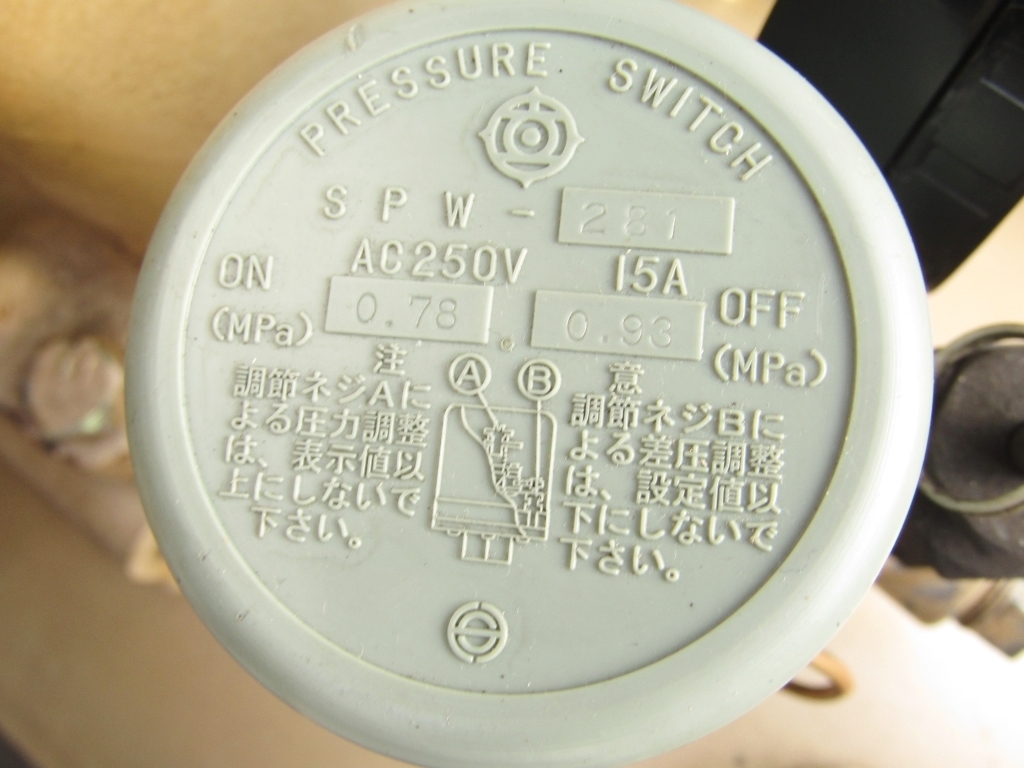 PRESSURE SWITCH
SPW-281
AC250V 15A
ON (MPa) 0.78 . 0.93 OFF (MPa)
注意
調節ネジAに
よる圧力調整
は、表示値以
上にしないで
下さい。
Ⓐ Ⓑ
調節ネジBに
よる差圧調整
は、設定値以
下にしないで
下さい。